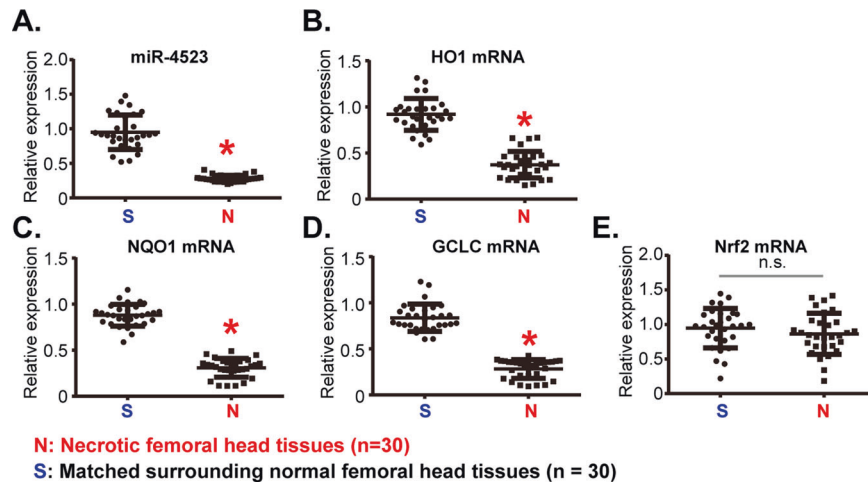 A.
miR-4523
Relative expression
2.0
1.5
1.0
0.5
0
*
S
N
B.
HO1 mRNA
Relative expression
1.5
1.0
0.5
0
*
S
N
C.
NQO1 mRNA
Relative expression
1.5
1.0
0.5
0
*
S
N
D.
GCLC mRNA
Relative expression
1.5
1.0
0.5
0
*
S
N
E.
Nrf2 mRNA
n.s.
Relative expression
2.0
1.5
1.0
0.5
0
S
N
N: Necrotic femoral head tissues (n=30)
S: Matched surrounding normal femoral head tissues (n = 30)